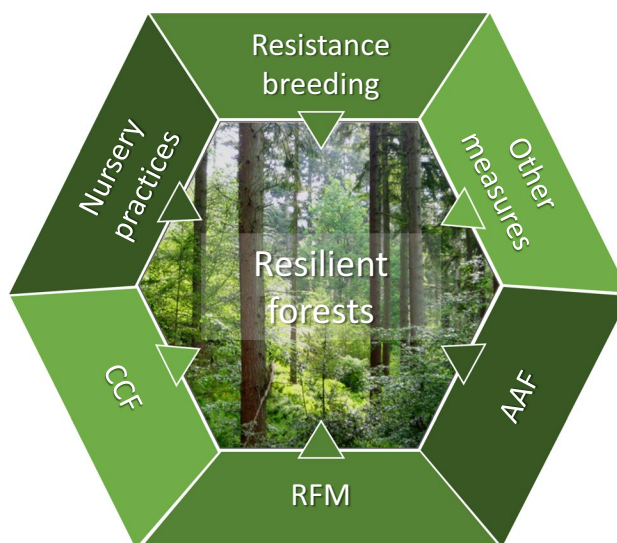 Resistance
breeding
Other
measures
AAF
RFM
CCF
Nursery
practices
Resilient
forests